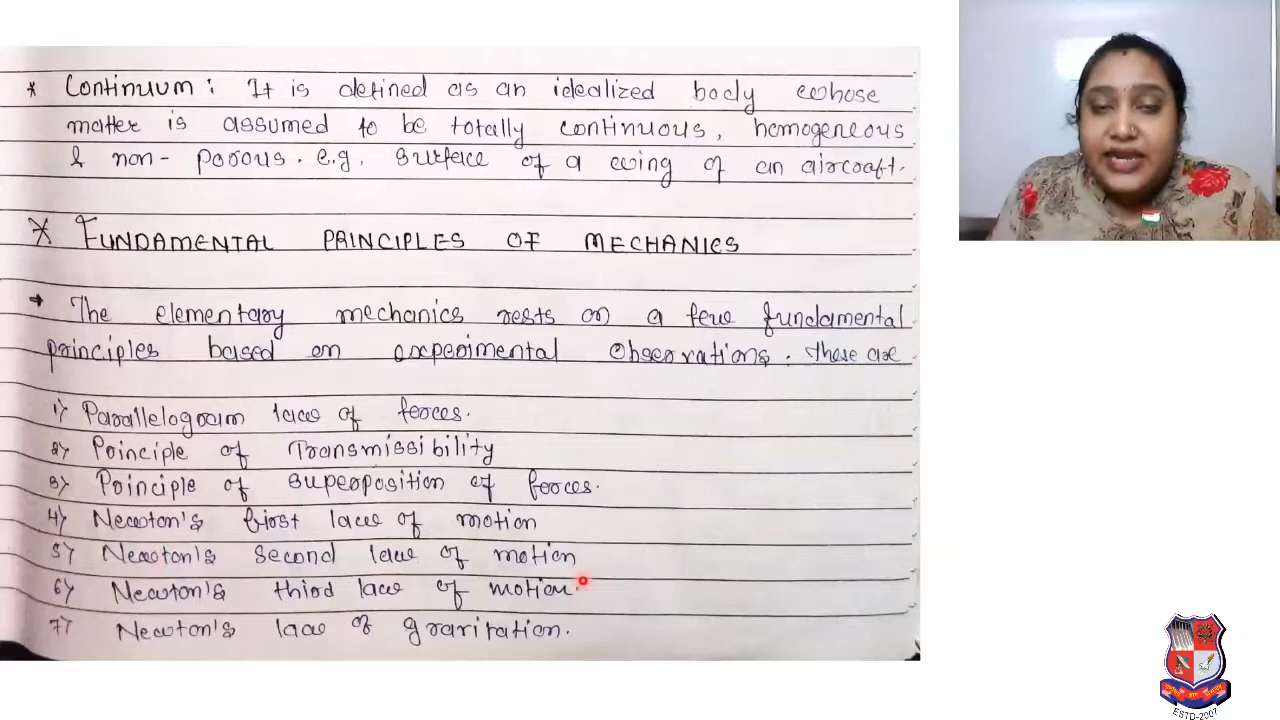 * Continuum : It is defined as an idealized body whose
matter is assumed to be totally continuous, homogeneous
& non-porous. e.g. surface of a wing of an aircraft.
* FUNDAMENTAL PRINCIPLES OF MECHANICS
→ The elementary mechanics rests on a few fundamental
principles based on experimental observations. These are
1) Parallelogram law of forces.
2) Principle of Transmissibility
3) Principle of superposition of forces.
4) Newton's first law of motion
5) Newton's second law of motion
6) Newton's third law of motion.
7) Newton's law of gravitation.
ESTD-2007